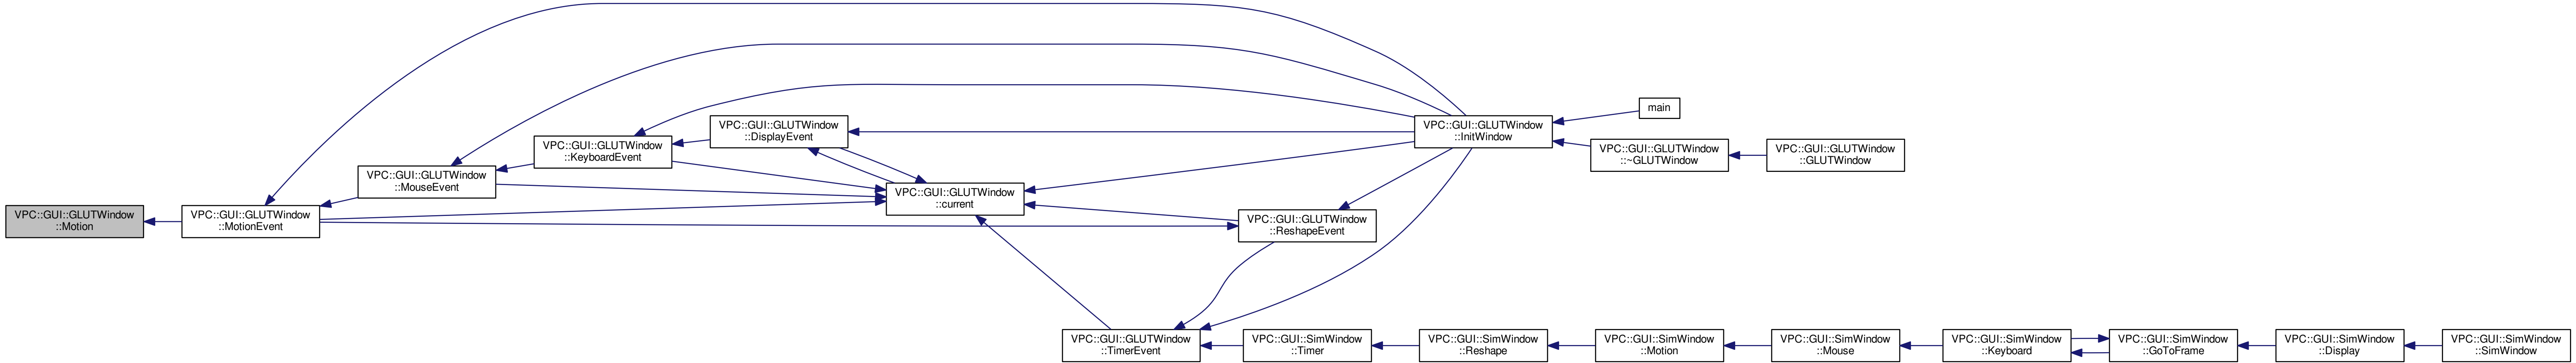 VPC::GUI::GLUTWindow
::Motion
VPC::GUI::GLUTWindow
::MotionEvent
VPC::GUI::GLUTWindow
::MouseEvent
VPC::GUI::GLUTWindow
::KeyboardEvent
VPC::GUI::GLUTWindow
::DisplayEvent
VPC::GUI::GLUTWindow
::current
VPC::GUI::GLUTWindow
::ReshapeEvent
VPC::GUI::GLUTWindow
::InitWindow
main
VPC::GUI::GLUTWindow
::~GLUTWindow
VPC::GUI::GLUTWindow
::GLUTWindow
VPC::GUI::GLUTWindow
::TimerEvent
VPC::GUI::SimWindow
::Timer
VPC::GUI::SimWindow
::Reshape
VPC::GUI::SimWindow
::Motion
VPC::GUI::SimWindow
::Mouse
VPC::GUI::SimWindow
::Keyboard
VPC::GUI::SimWindow
::GoToFrame
VPC::GUI::SimWindow
::Display
VPC::GUI::SimWindow
::SimWindow